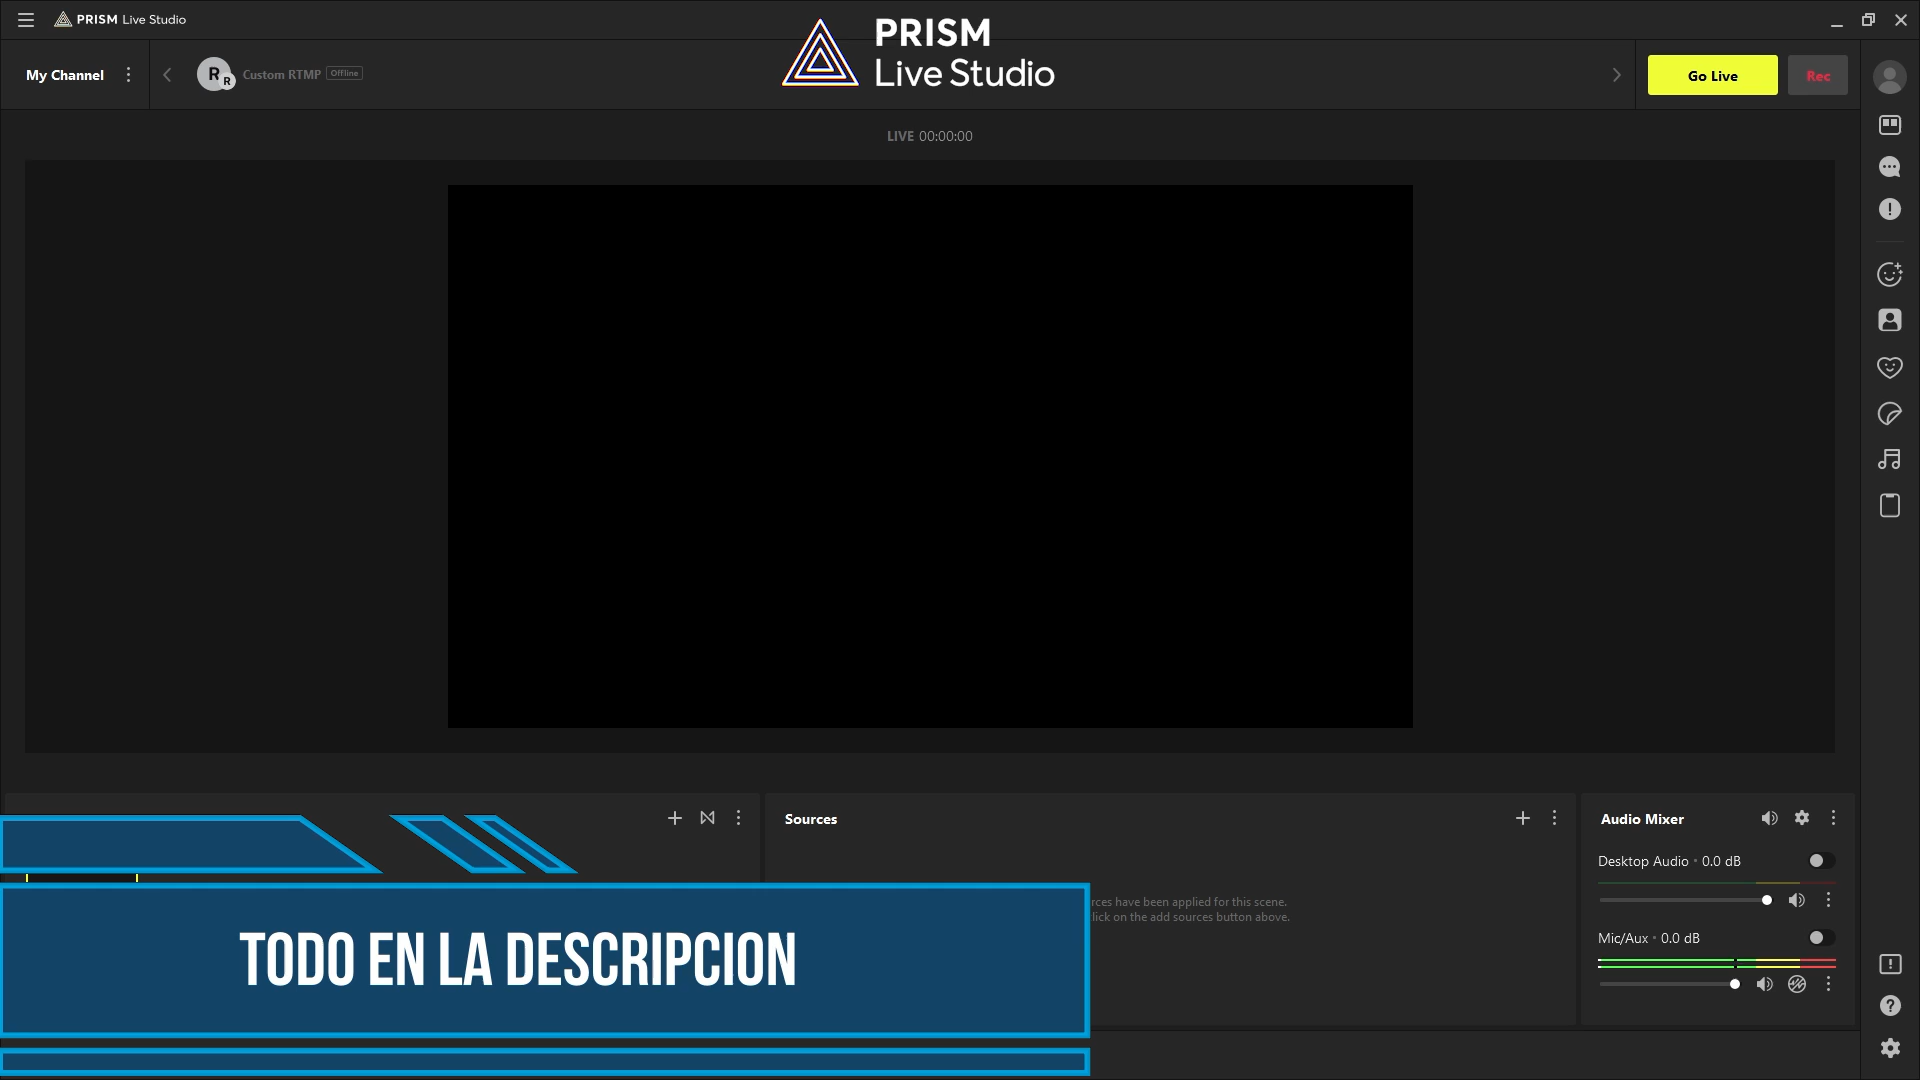 PRISM Live Studio
PRISM
Live Studio
My Channel
R
R
Custom RTMP
Offline
Go Live
Rec
LIVE 00:00:00
Sources
Audio Mixer
Desktop Audio • 0.0 dB
rces have been applied for this scene.
lick on the add sources button above.
Mic/Aux • 0.0 dB
TODO EN LA DESCRIPCION